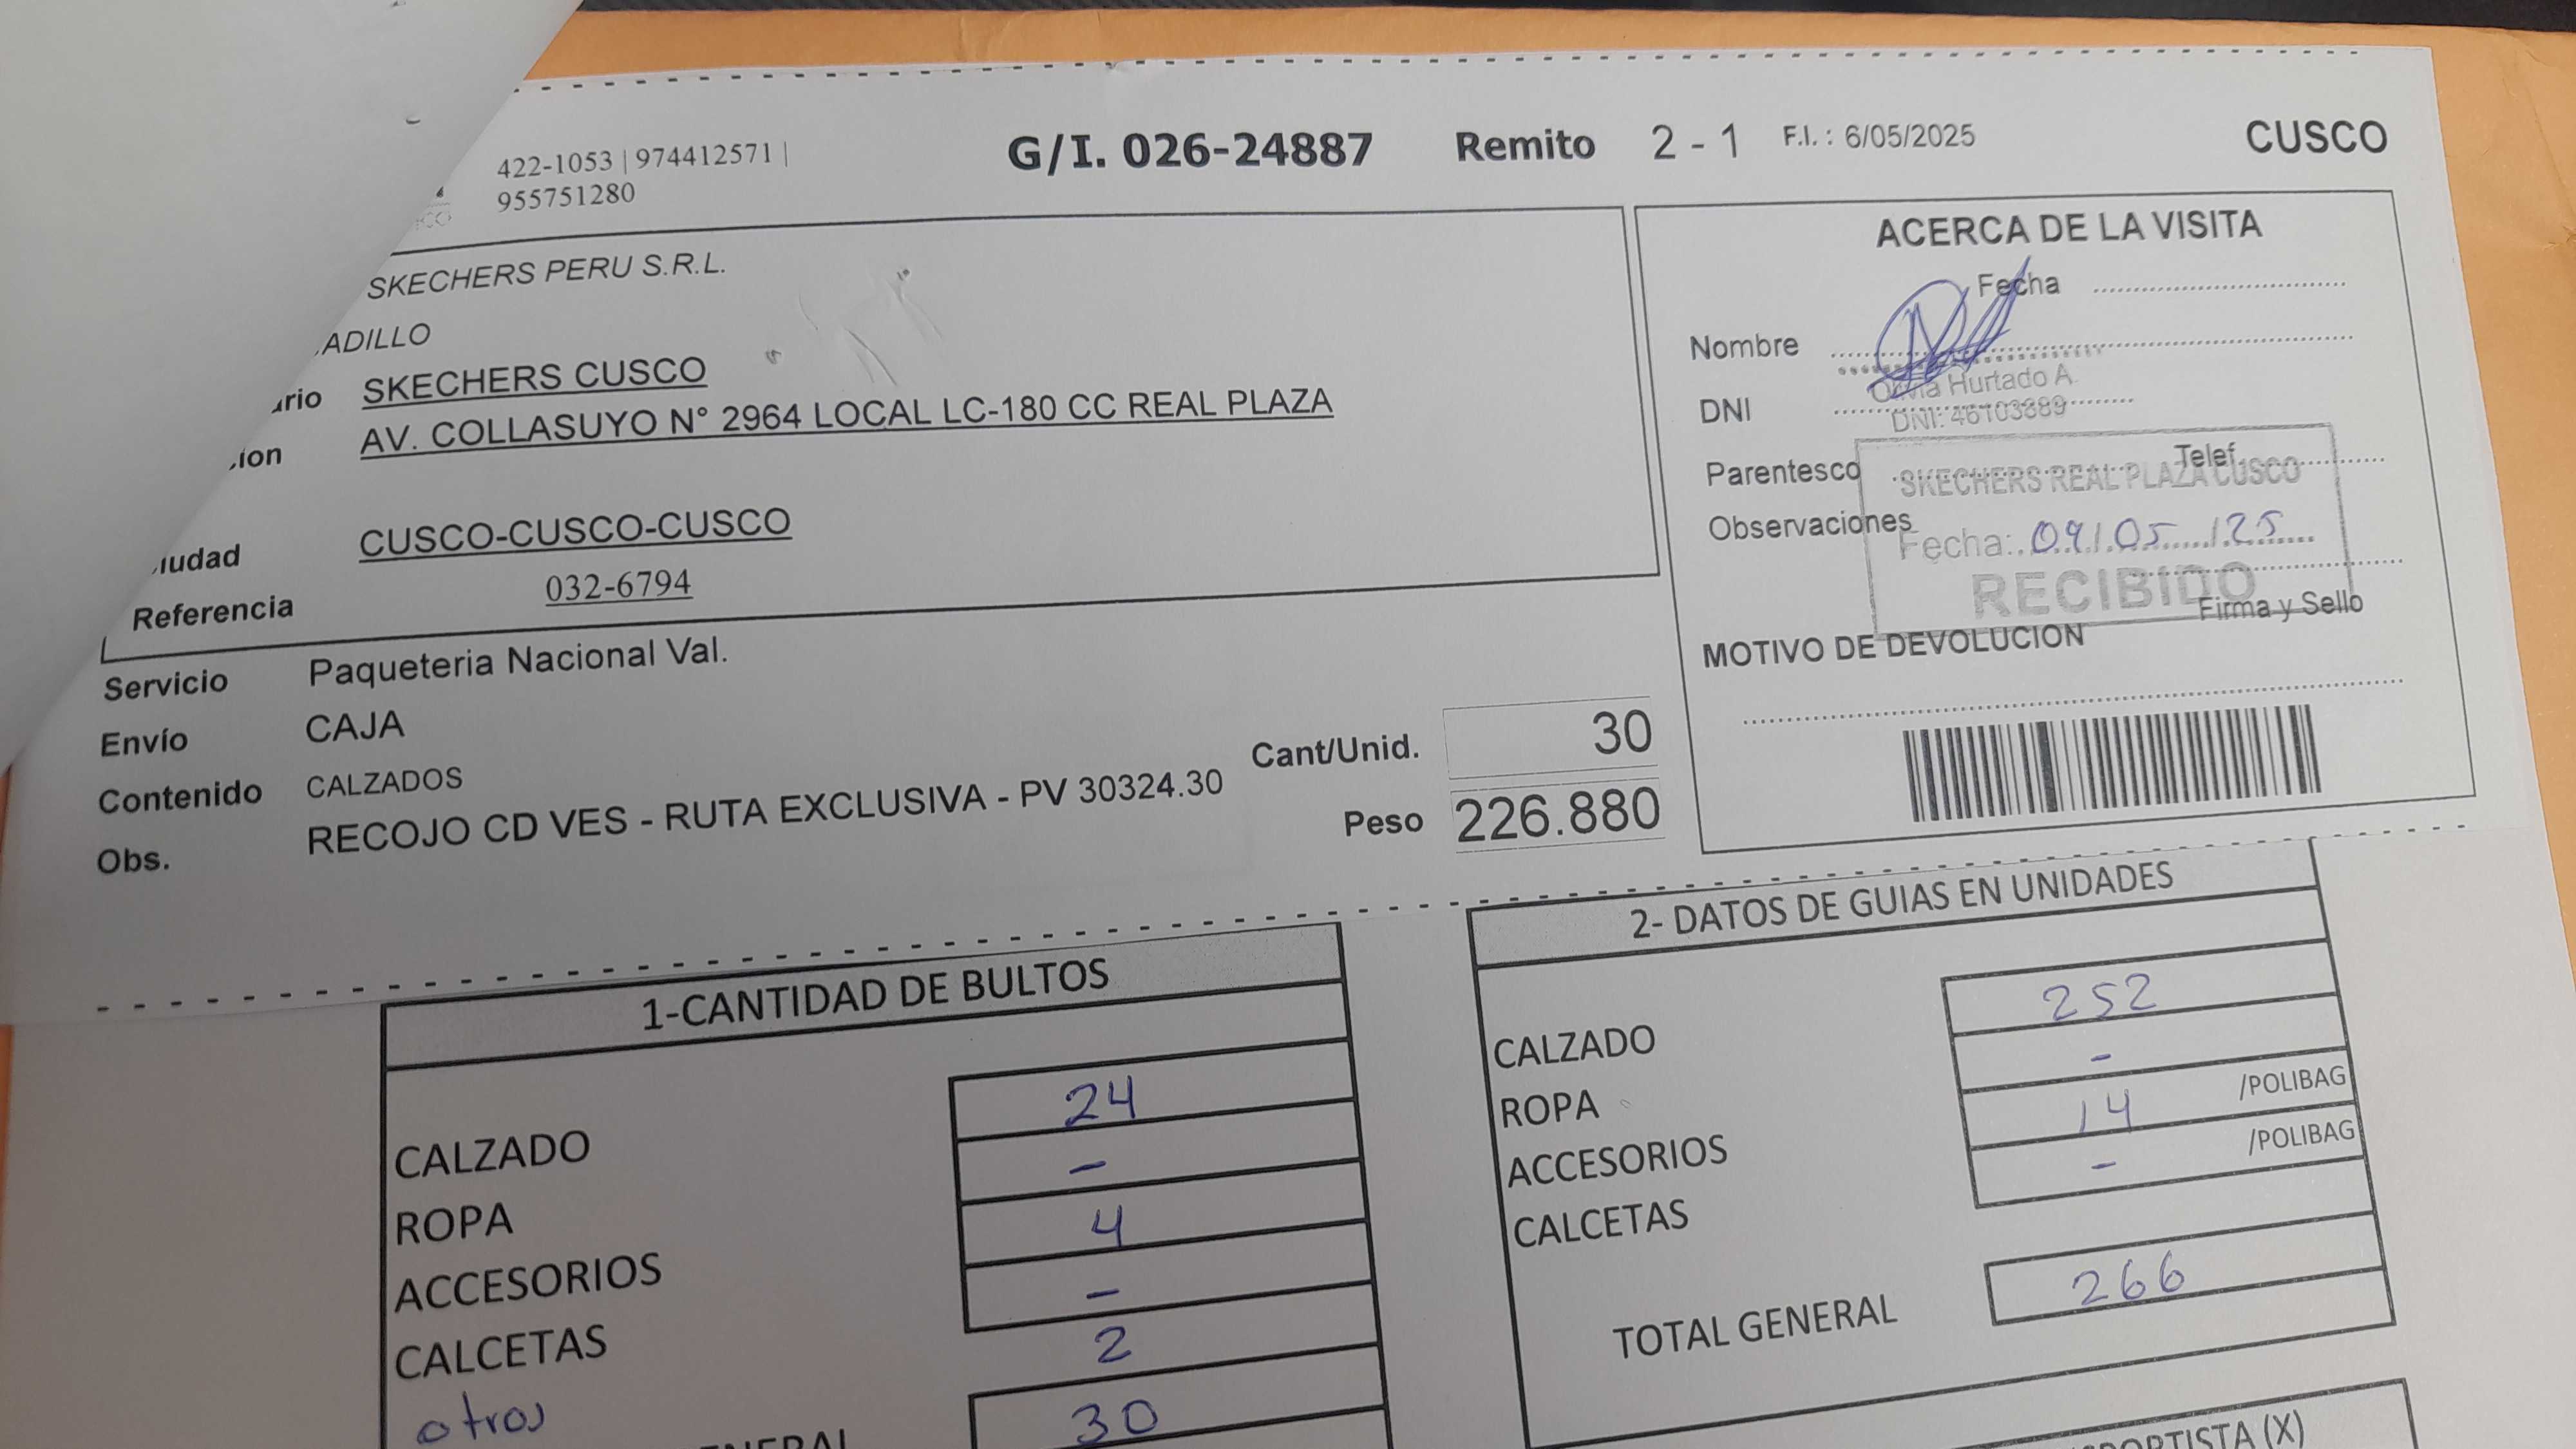 422-1053 | 974412571 |
955751280
G/I. 026-24887 Remito 2 - 1 F.I. : 6/05/2025 CUSCO
SKECHERS PERU S.R.L.
ADILLO
ario SKECHERS CUSCO
ion AV. COLLASUYO N° 2964 LOCAL LC-180 CC REAL PLAZA
iudad CUSCO-CUSCO-CUSCO
Referencia 032-6794
Servicio Paqueteria Nacional Val.
Envío CAJA
Contenido CALZADOS
Obs. RECOJO CD VES - RUTA EXCLUSIVA - PV 30324.30
Cant/Unid. 30
Peso 226.880
ACERCA DE LA VISITA
Fecha
Nombre
Hurtado A.
DNI
DNI: 46103889
Parentesco Telef.
SKECHERS REAL PLAZA CUSCO
Observaciones
Fecha: 09/05/25
RECIBIDO
Firma y Sello
MOTIVO DE DEVOLUCION
1-CANTIDAD DE BULTOS
CALZADO 24
ROPA -
ACCESORIOS 4
CALCETAS -
otros 2
30
2- DATOS DE GUIAS EN UNIDADES
CALZADO 252
ROPA -
ACCESORIOS 14 /POLIBAG
CALCETAS - /POLIBAG
TOTAL GENERAL 266